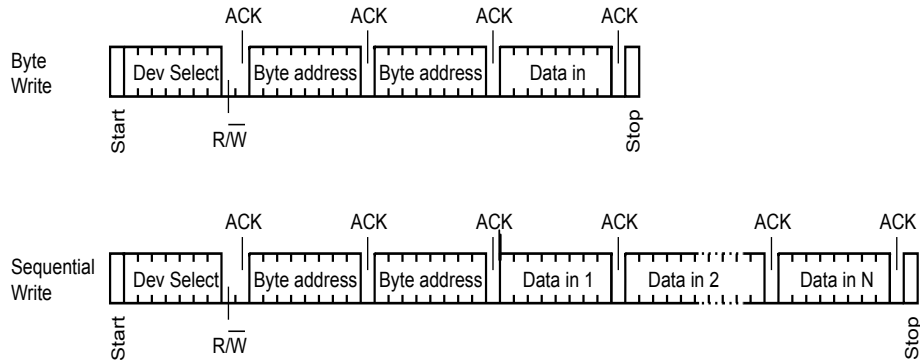 ACK ACK ACK ACK
Byte
Write
Dev Select Byte address Byte address Data in
Start
R/W̅
Stop
ACK ACK ACK ACK ACK ACK
Sequential
Write
Dev Select Byte address Byte address Data in 1 Data in 2 Data in N
Start
R/W̅
Stop